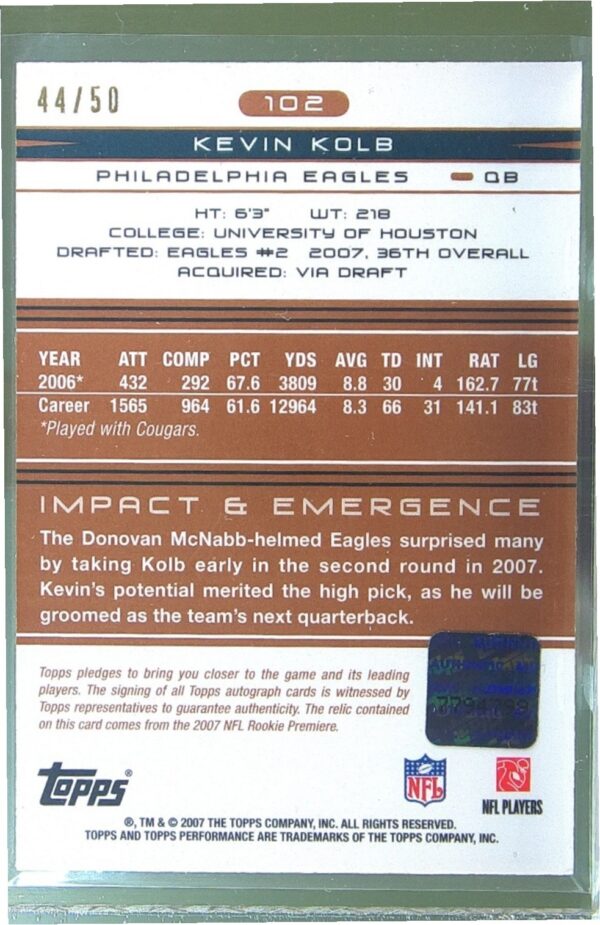 44/50
102
KEVIN KOLB
PHILADELPHIA EAGLES - QB
HT: 6'3" WT: 218
COLLEGE: UNIVERSITY OF HOUSTON
DRAFTED: EAGLES #2 2007, 36TH OVERALL
ACQUIRED: VIA DRAFT
YEAR ATT COMP PCT YDS AVG TD INT RAT LG
2006* 432 292 67.6 3809 8.8 30 4 162.7 77t
Career 1565 964 61.6 12964 8.3 66 31 141.1 83t
*Played with Cougars.
IMPACT & EMERGENCE
The Donovan McNabb-helmed Eagles surprised many
by taking Kolb early in the second round in 2007.
Kevin's potential merited the high pick, as he will be
groomed as the team's next quarterback.
Topps pledges to bring you closer to the game and its leading
players. The signing of all Topps autograph cards is witnessed by
Topps representatives to guarantee authenticity. The relic contained
on this card comes from the 2007 NFL Rookie Premiere.
Topps®
NFL
NFL PLAYERS
®, TM & © 2007 THE TOPPS COMPANY, INC. ALL RIGHTS RESERVED.
TOPPS AND TOPPS PERFORMANCE ARE TRADEMARKS OF THE TOPPS COMPANY, INC.